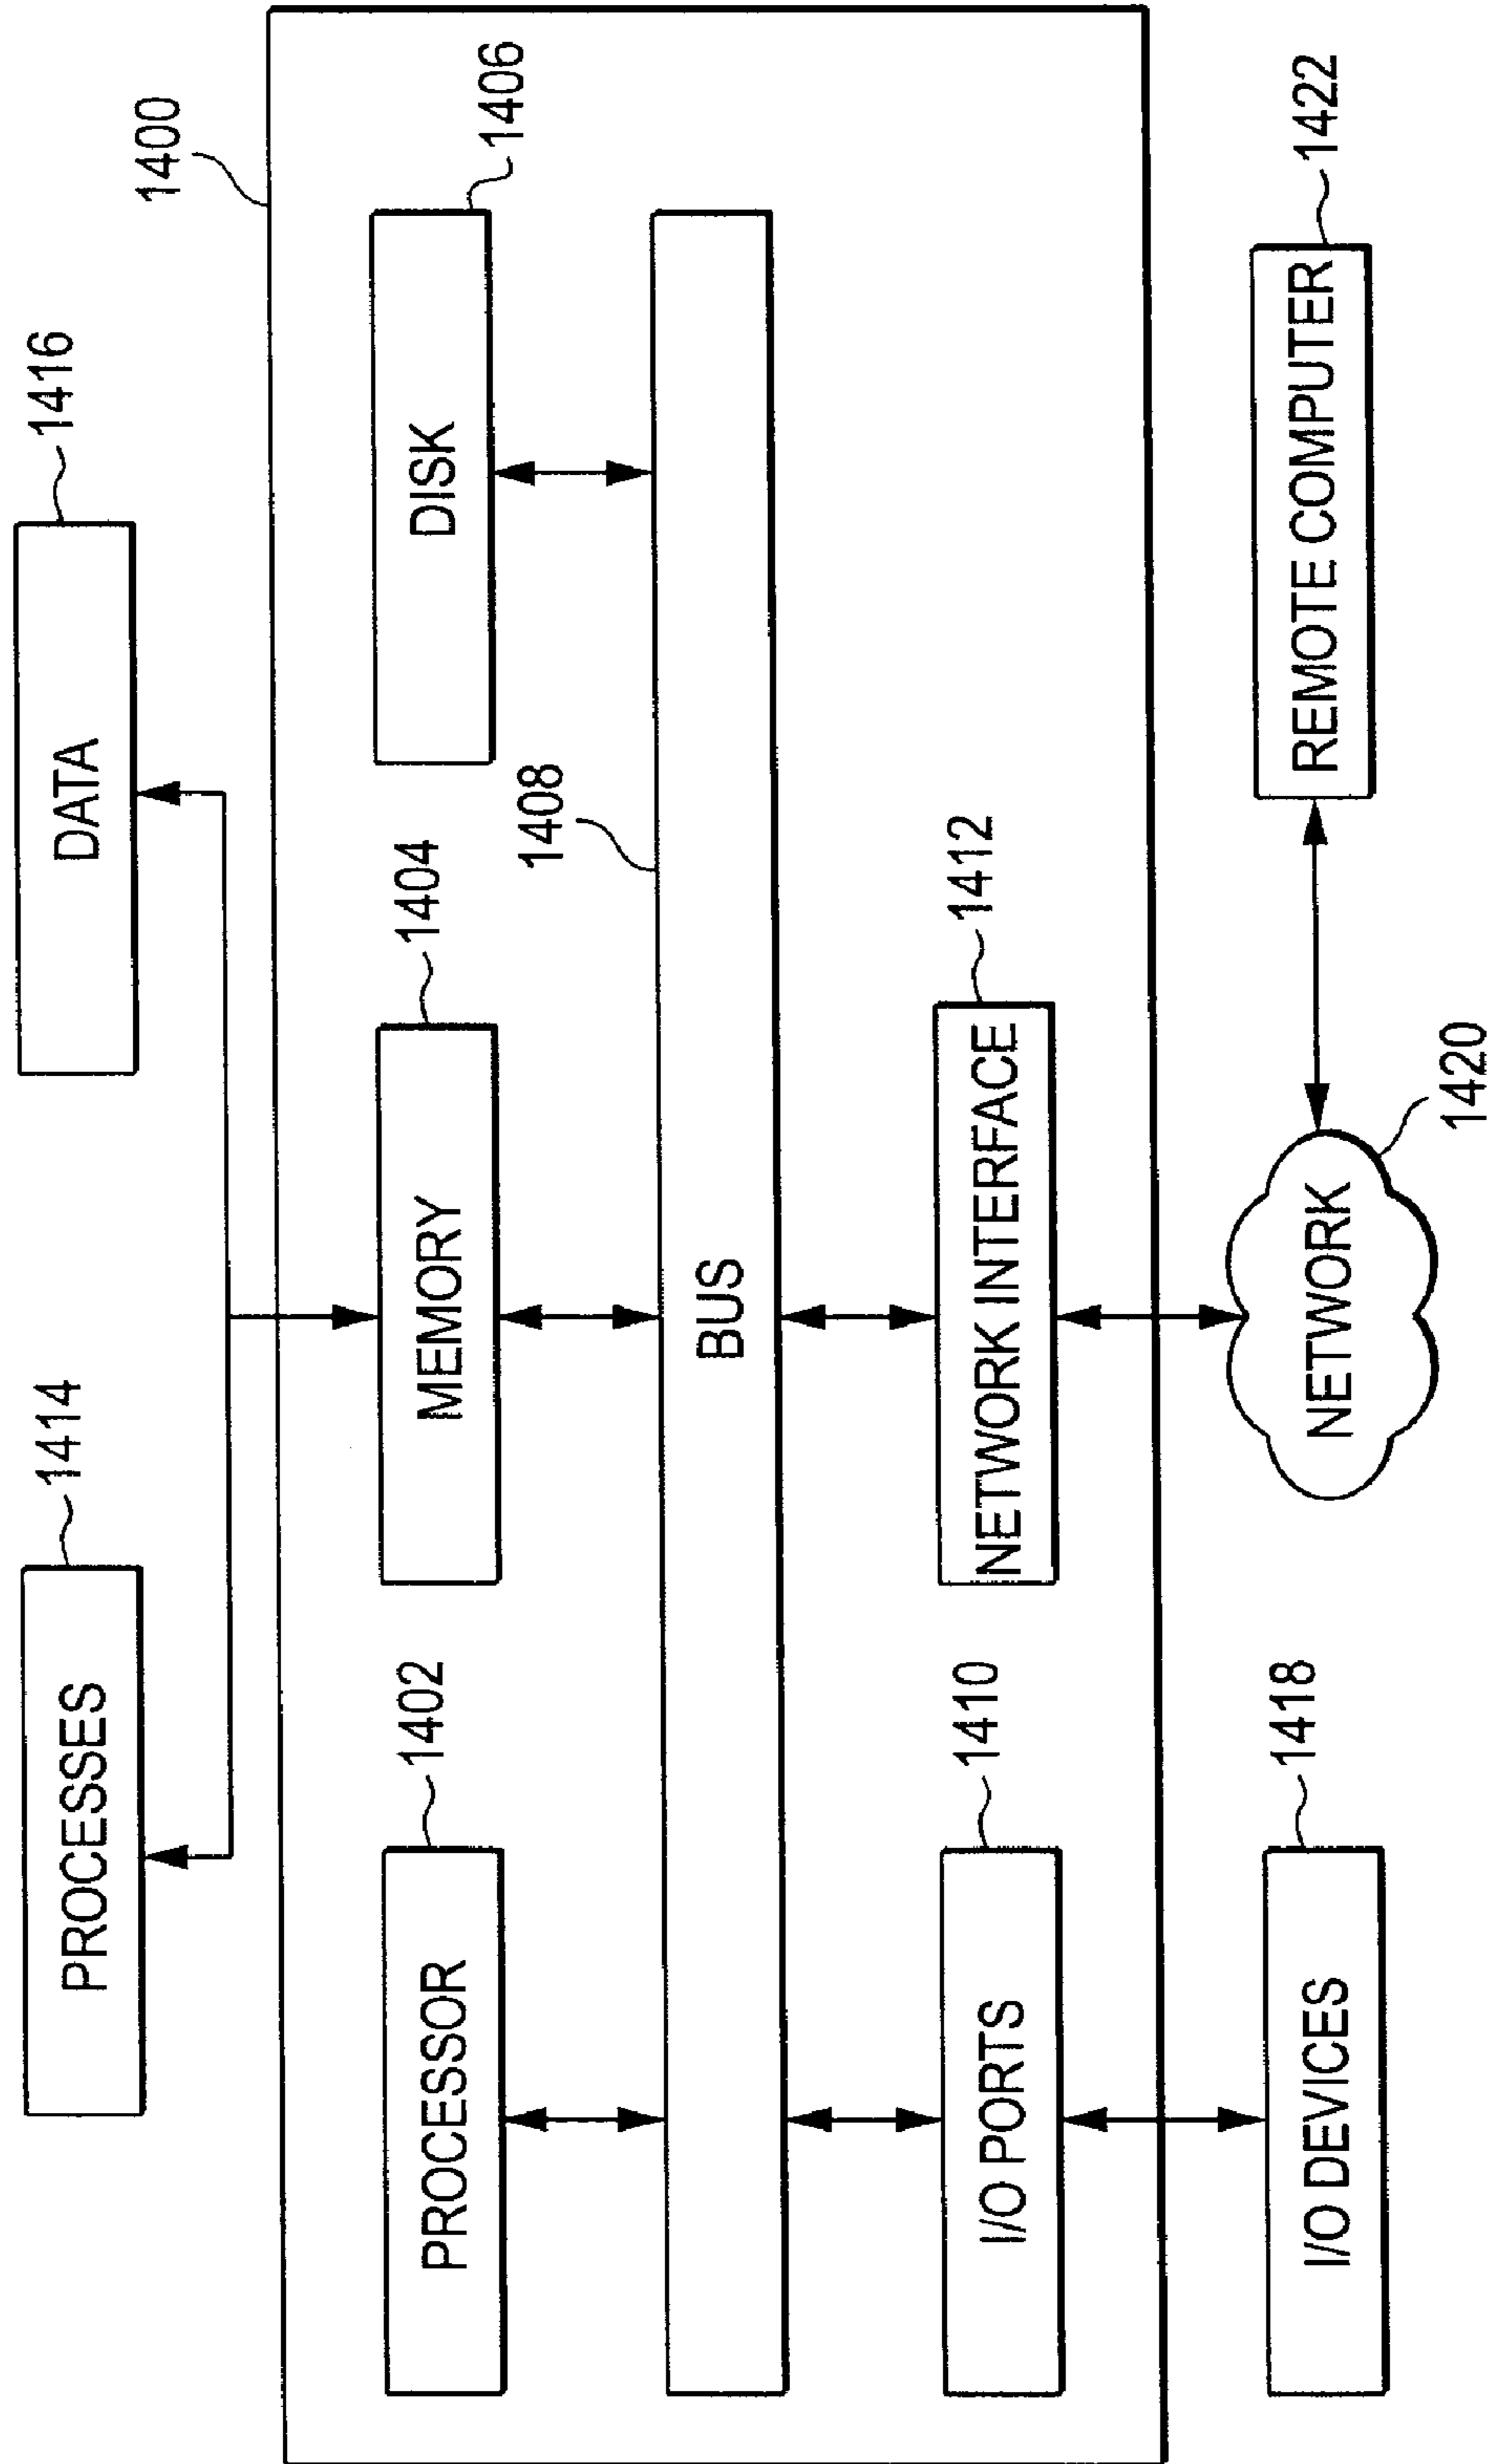 1414
1416
PROCESSES
DATA
1400
1402
1404
1406
PROCESSOR
MEMORY
DISK
1408
BUS
1410
1412
I/O PORTS
NETWORK INTERFACE
1418
1422
I/O DEVICES
NETWORK
REMOTE COMPUTER
1420